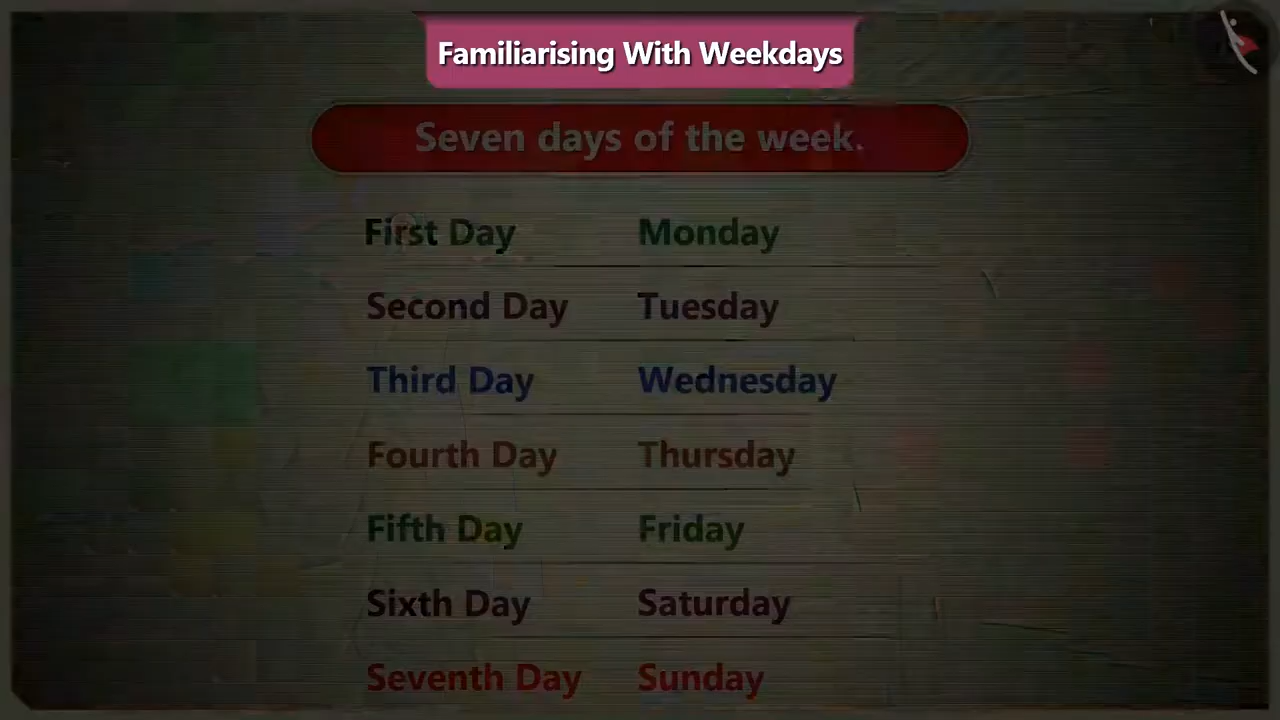 Familiarising With Weekdays
Seven days of the week.
First Day Monday
Second Day Tuesday
Third Day Wednesday
Fourth Day Thursday
Fifth Day Friday
Sixth Day Saturday
Seventh Day Sunday